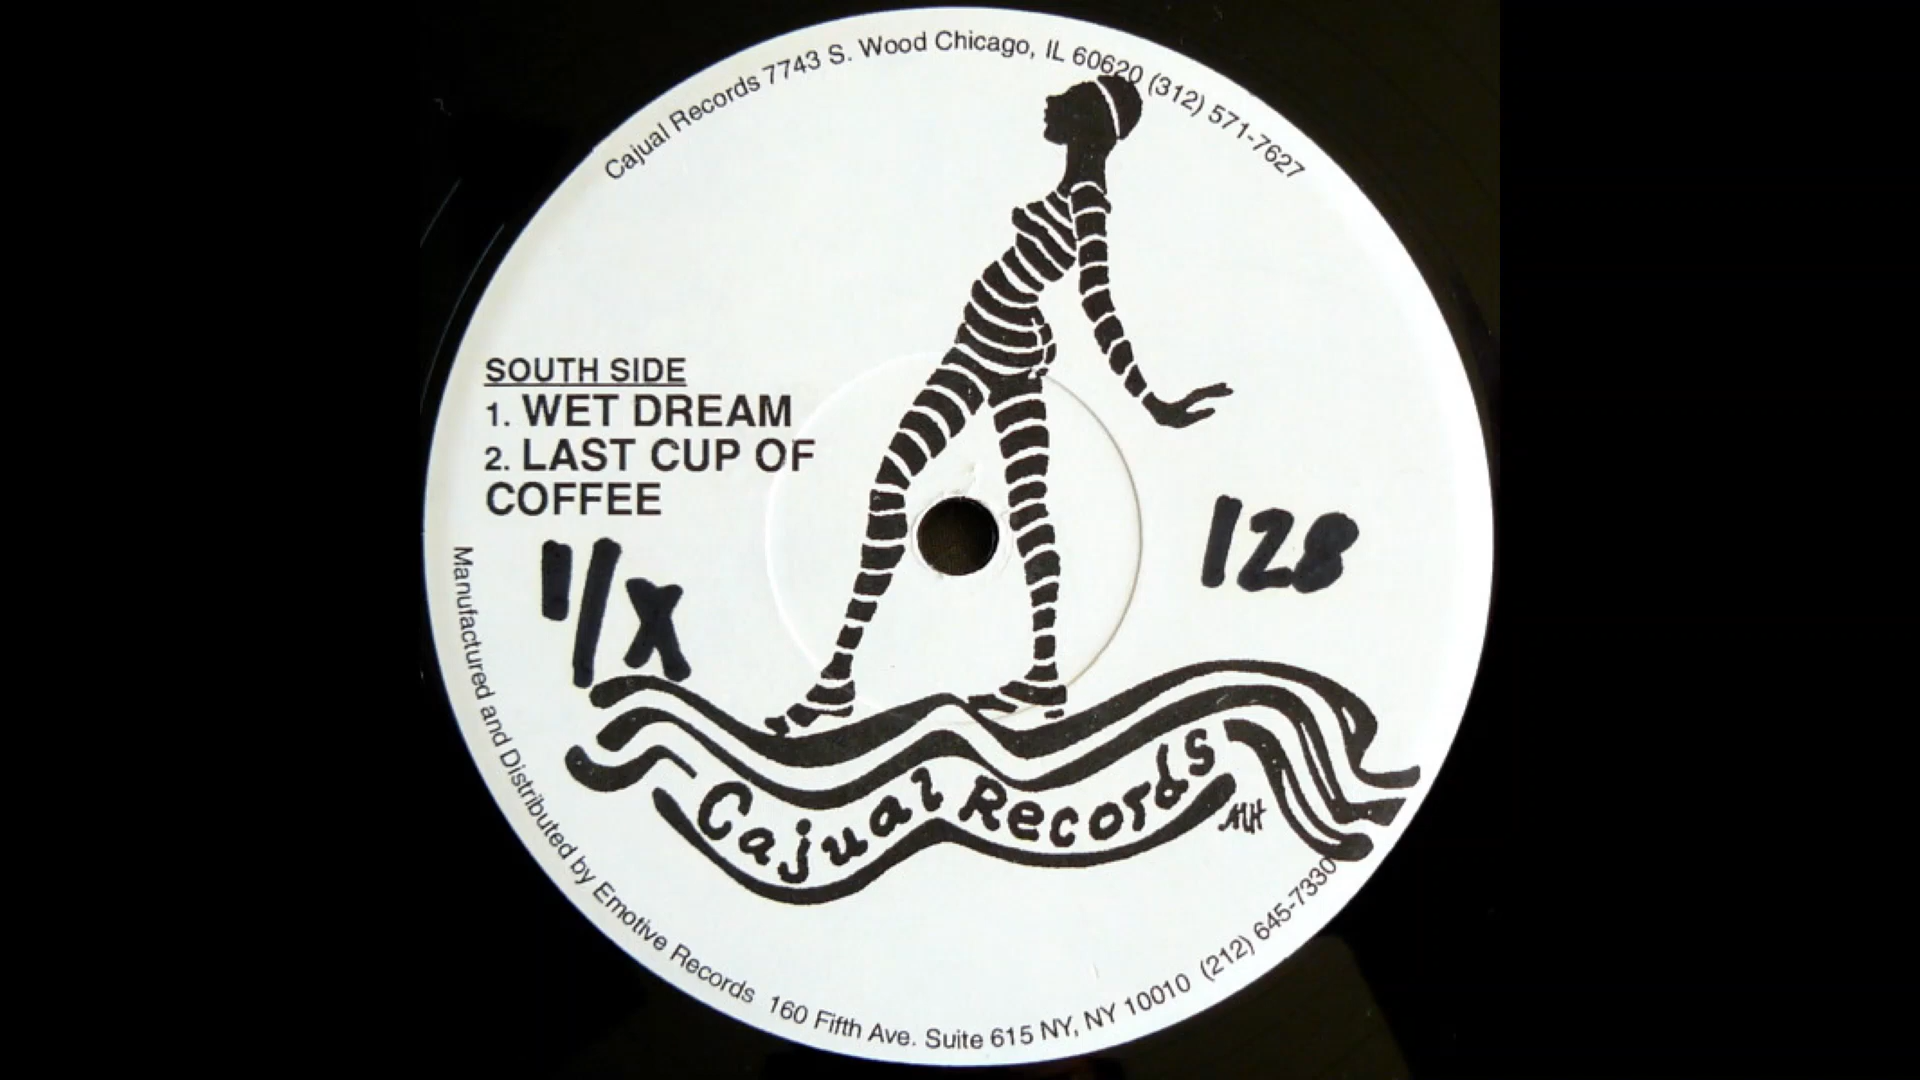 Cajual Records 7743 S. Wood Chicago, IL 60620 (312) 571-7627
SOUTH SIDE
1. WET DREAM
2. LAST CUP OF
COFFEE
1/X
128
Cajual Records
MH
Manufactured and Distributed by Emotive Records 160 Fifth Ave. Suite 615 NY, NY 10010 (212) 645-7330